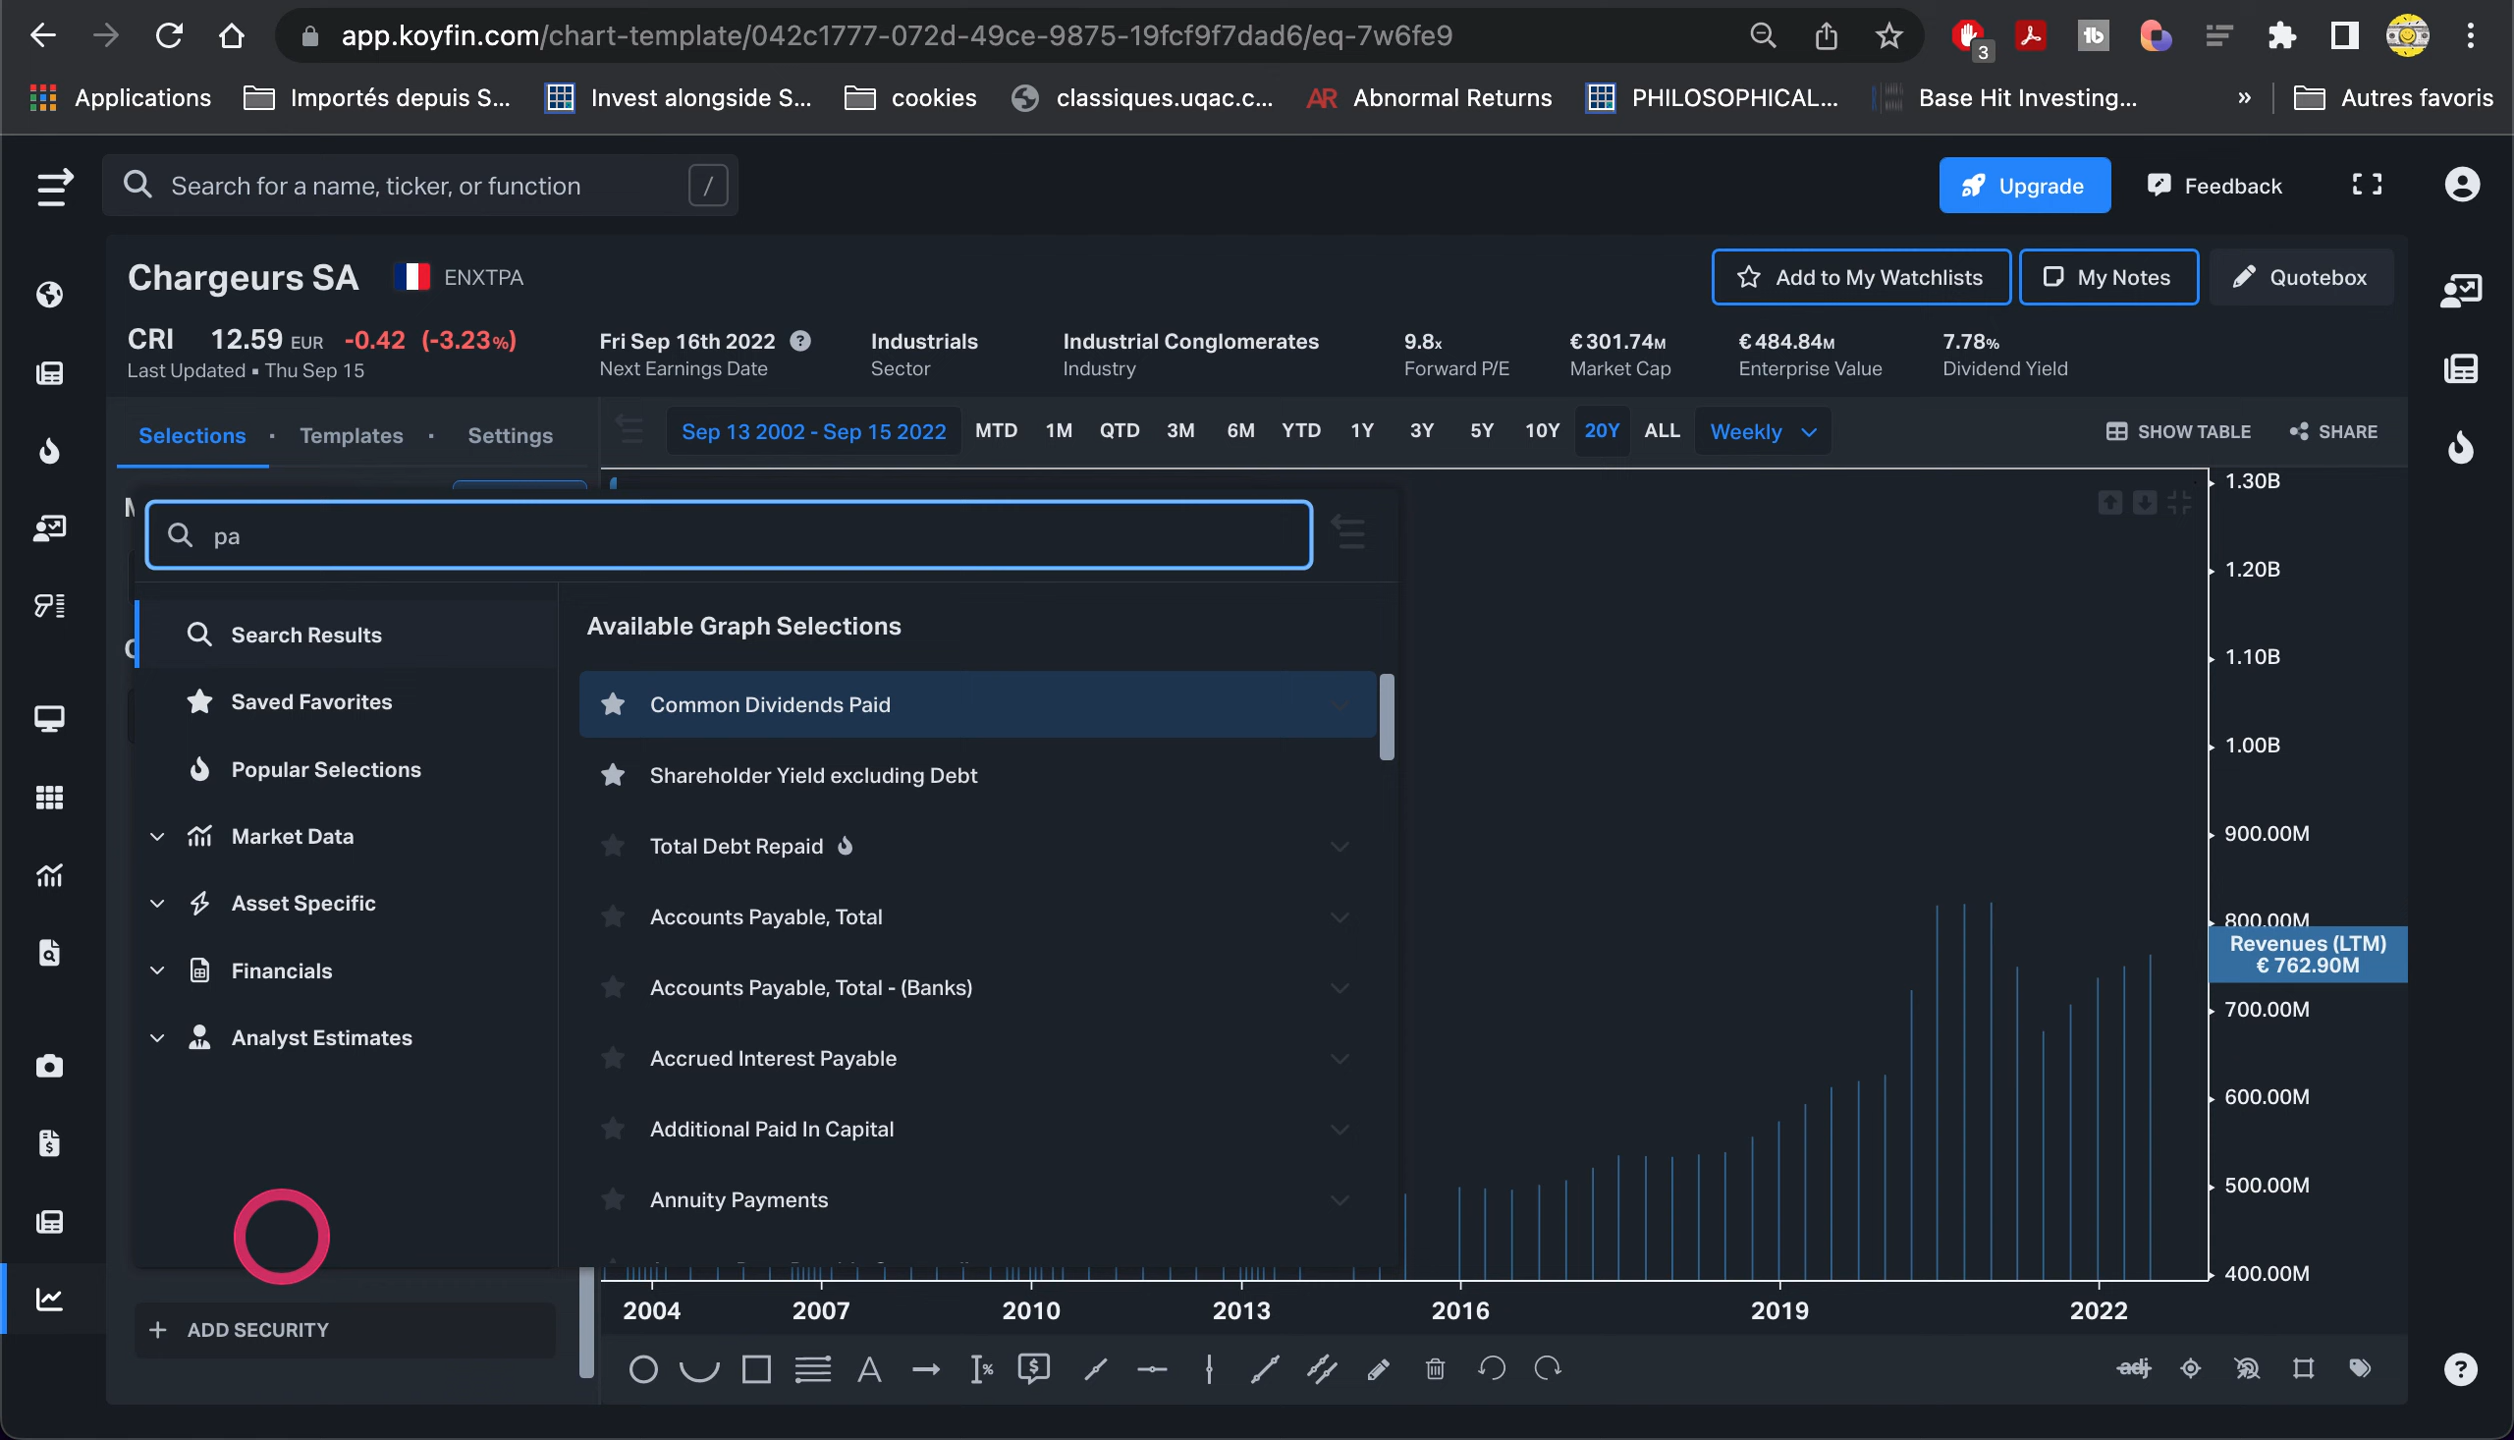 app.koyfin.com/chart-template/042c1777-072d-49ce-9875-19fcf9f7dad6/eq-7w6fe9
3
tb
Applications
Importés depuis S...
Invest alongside S...
cookies
classiques.uqac.c...
AR Abnormal Returns
PHILOSOPHICAL...
Base Hit Investing...
»
Autres favoris
Search for a name, ticker, or function
/
Upgrade
Feedback
Chargeurs SA
ENXTPA
Add to My Watchlists
My Notes
Quotebox
CRI 12.59 EUR -0.42 (-3.23%)
Last Updated ▪ Thu Sep 15
Fri Sep 16th 2022
Next Earnings Date
Industrials
Sector
Industrial Conglomerates
Industry
9.8x
Forward P/E
€301.74M
Market Cap
€484.84M
Enterprise Value
7.78%
Dividend Yield
Selections · Templates · Settings
Sep 13 2002 - Sep 15 2022
MTD 1M QTD 3M 6M YTD 1Y 3Y 5Y 10Y 20Y ALL
Weekly
SHOW TABLE
SHARE
pa
Search Results
Saved Favorites
Popular Selections
Market Data
Asset Specific
Financials
Analyst Estimates
Available Graph Selections
Common Dividends Paid
Shareholder Yield excluding Debt
Total Debt Repaid
Accounts Payable, Total
Accounts Payable, Total - (Banks)
Accrued Interest Payable
Additional Paid In Capital
Annuity Payments
1.30B
1.20B
1.10B
1.00B
900.00M
800.00M
Revenues (LTM)
€ 762.90M
700.00M
600.00M
500.00M
400.00M
2004 2007 2010 2013 2016 2019 2022
+ ADD SECURITY
A
%
$
adj
?